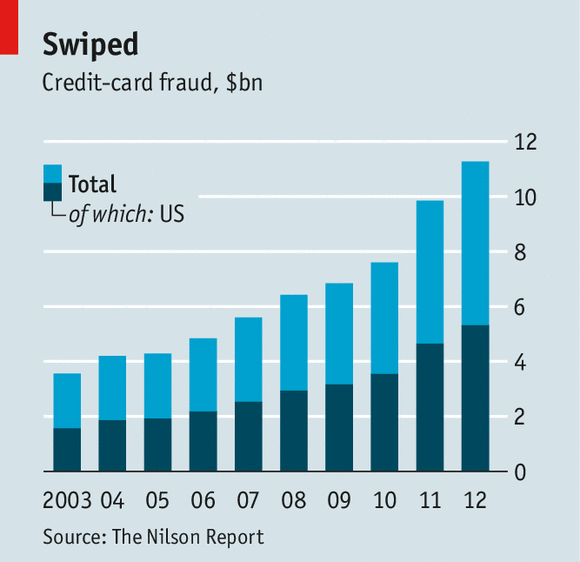 Swiped
Credit-card fraud, $bn
12
Total
of which: US
10
8
6
4
2
0
2003 04 05 06 07 08 09 10 11 12
Source: The Nilson Report